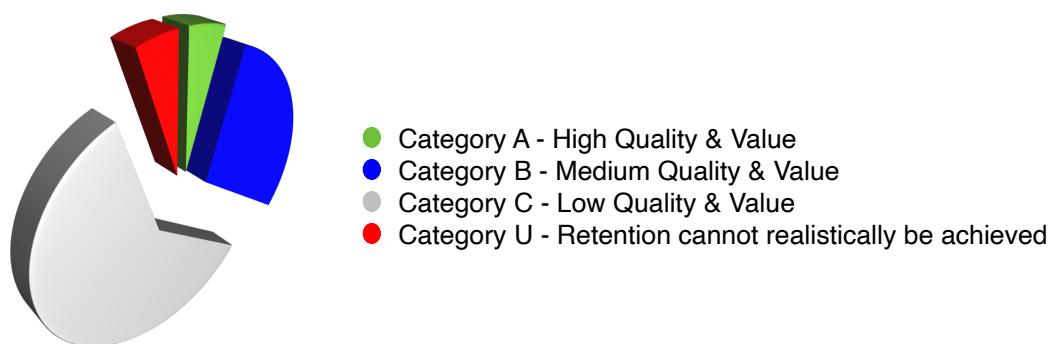 Category A - High Quality & Value
Category B - Medium Quality & Value
Category C - Low Quality & Value
Category U - Retention cannot realistically be achieved